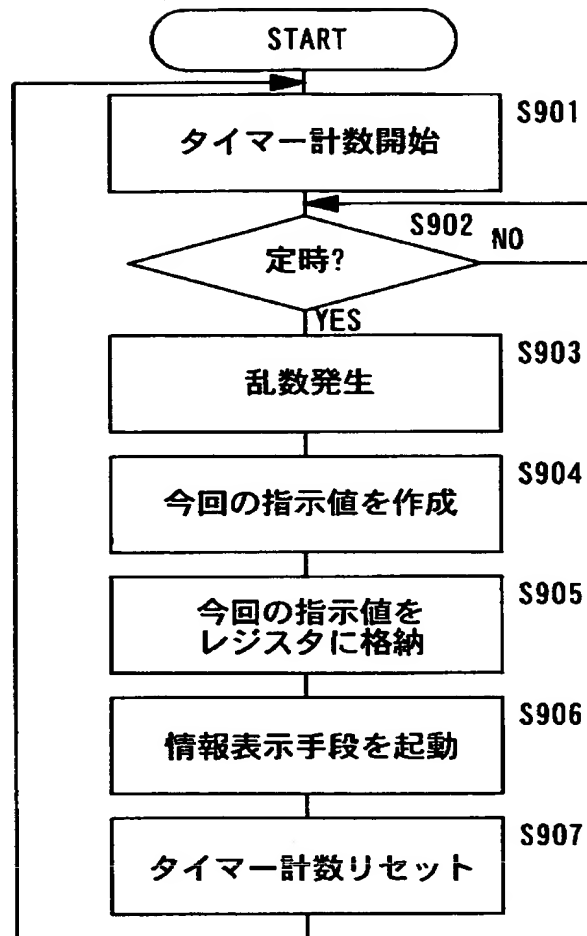 START
S901
タイマー計数開始
S902
定時?
NO
YES
S903
乱数発生
S904
今回の指示値を作成
S905
今回の指示値を
レジスタに格納
S906
情報表示手段を起動
S907
タイマー計数リセット